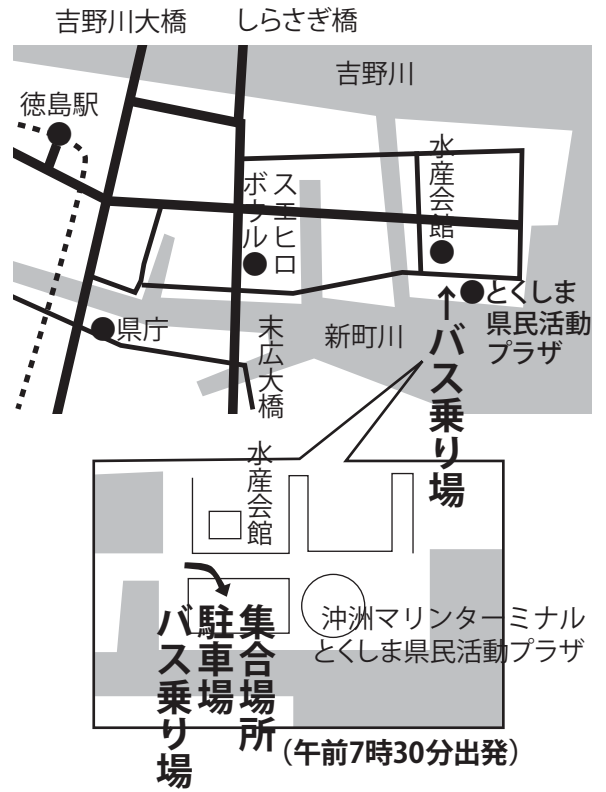 吉野川大橋
しらさぎ橋
吉野川
徳島駅
水産会館
スエヒロ
ボウル
とくしま
県民活動
プラザ
県庁
末広大橋
新町川
↑バス乗り場
水産会館
沖洲マリンターミナル
とくしま県民活動プラザ
集合場所
駐車場
バス乗り場
(午前7時30分出発)